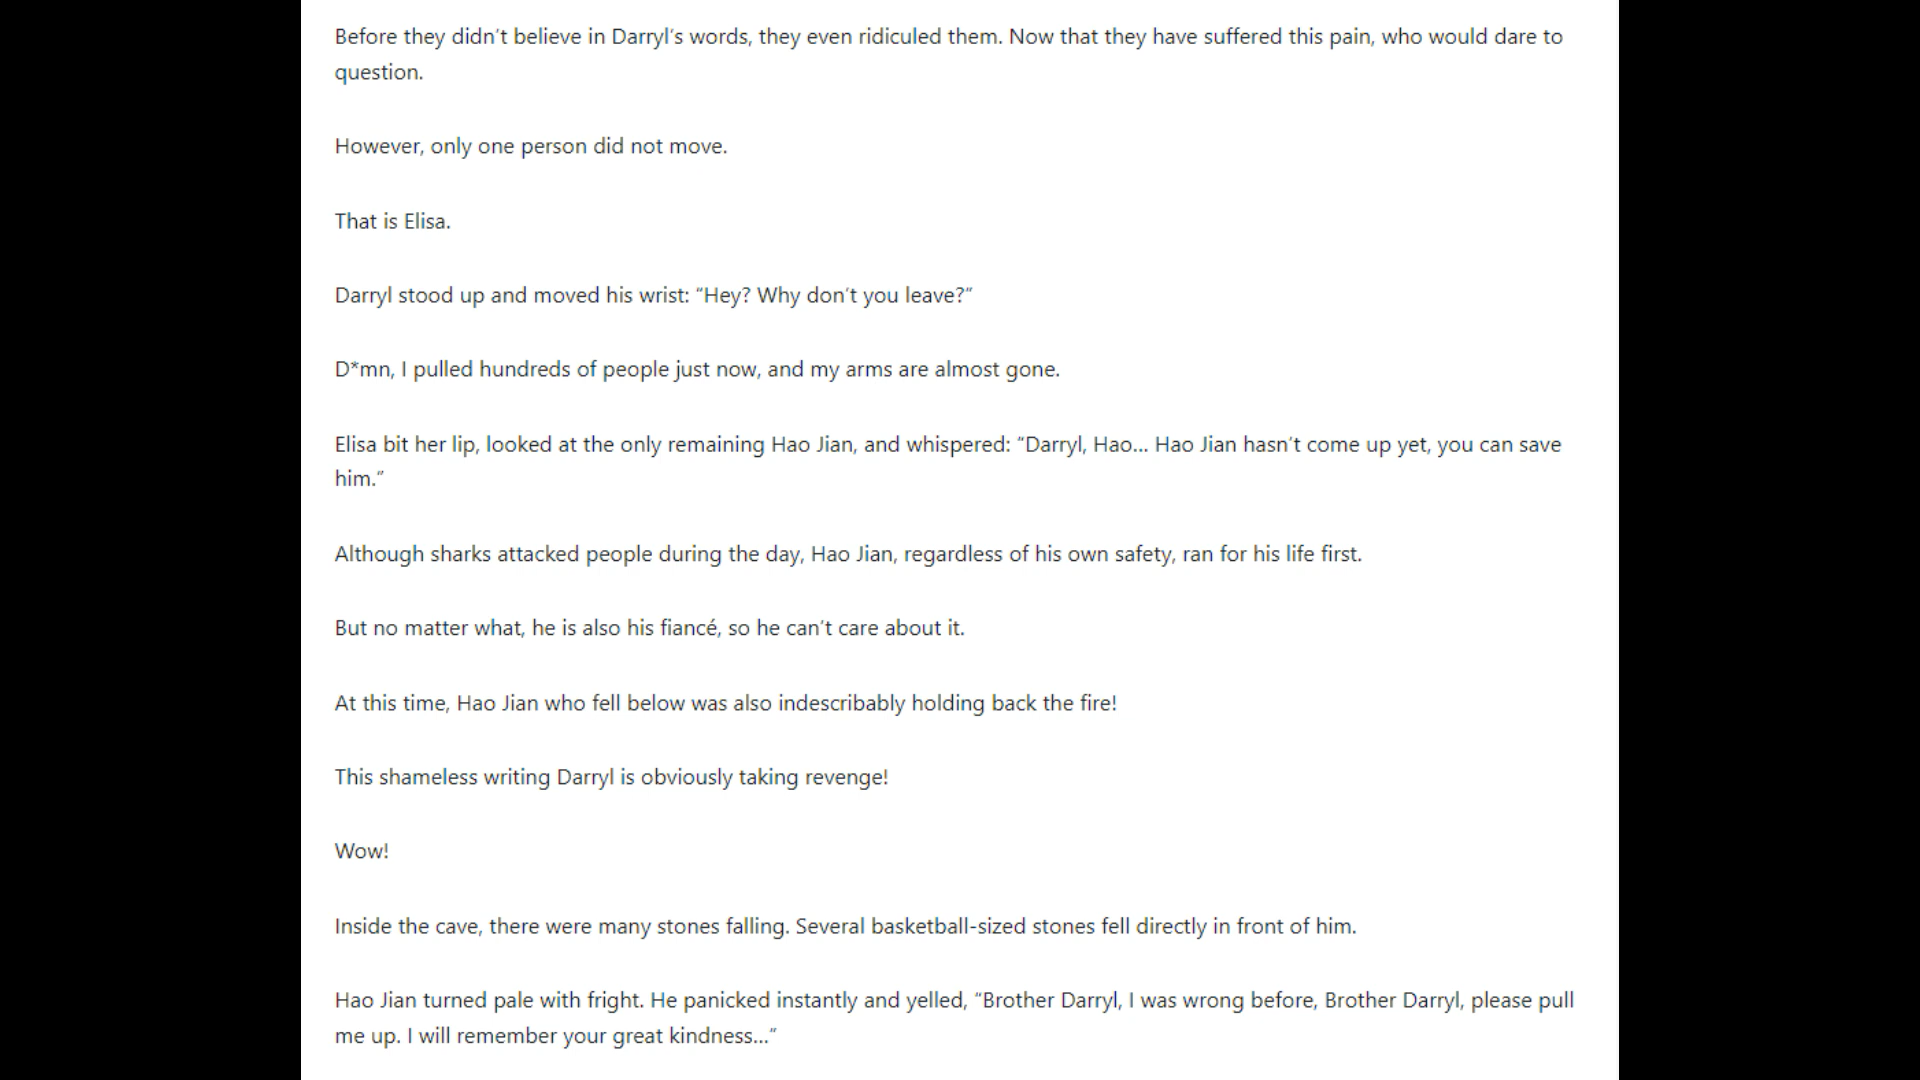 Before they didn’t believe in Darryl’s words, they even ridiculed them. Now that they have suffered this pain, who would dare to
question.
However, only one person did not move.
That is Elisa.
Darryl stood up and moved his wrist: “Hey? Why don’t you leave?”
D*mn, I pulled hundreds of people just now, and my arms are almost gone.
Elisa bit her lip, looked at the only remaining Hao Jian, and whispered: “Darryl, Hao… Hao Jian hasn’t come up yet, you can save
him.”
Although sharks attacked people during the day, Hao Jian, regardless of his own safety, ran for his life first.
But no matter what, he is also his fiancé, so he can’t care about it.
At this time, Hao Jian who fell below was also indescribably holding back the fire!
This shameless writing Darryl is obviously taking revenge!
Wow!
Inside the cave, there were many stones falling. Several basketball-sized stones fell directly in front of him.
Hao Jian turned pale with fright. He panicked instantly and yelled, “Brother Darryl, I was wrong before, Brother Darryl, please pull
me up. I will remember your great kindness…”